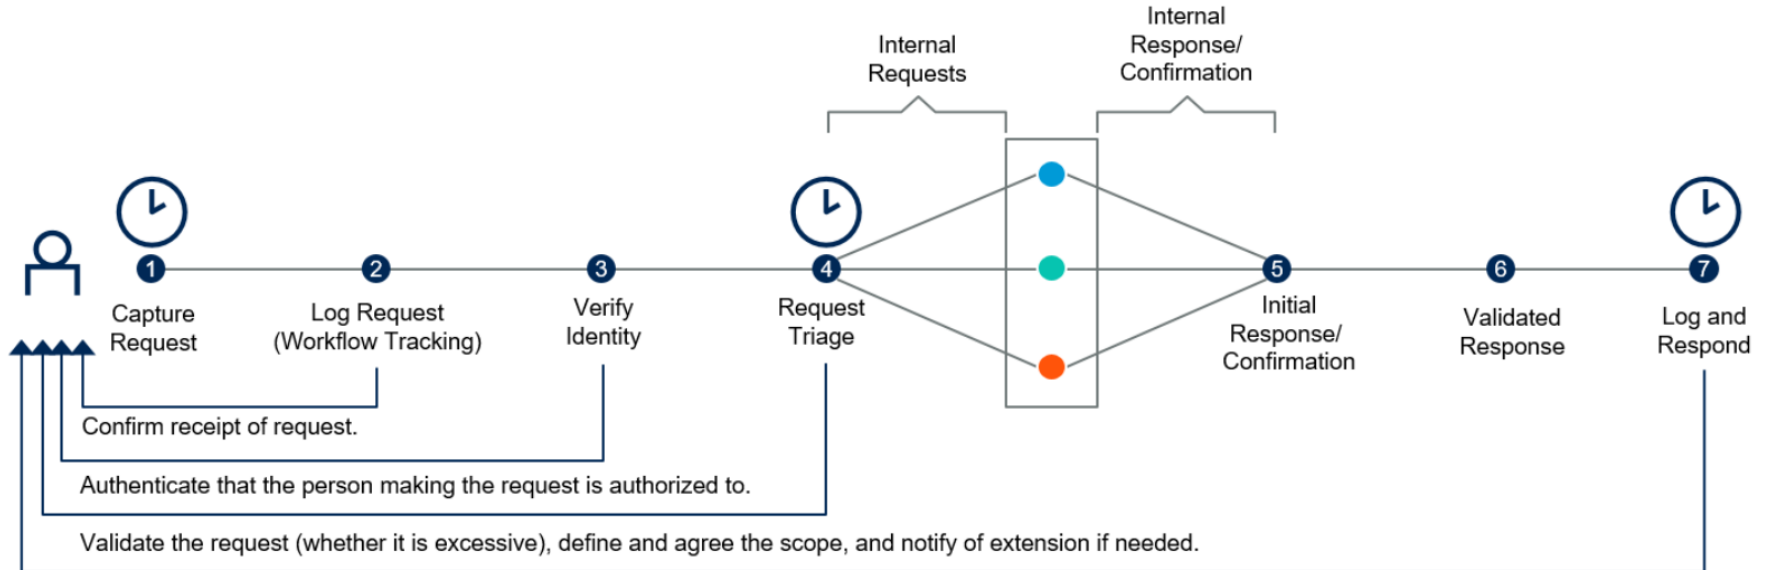 Internal
Requests
Internal
Response/
Confirmation
1
2
3
4
5
6
7
Capture
Request
Log Request
(Workflow Tracking)
Verify
Identity
Request
Triage
Initial
Response/
Confirmation
Validated
Response
Log and
Respond
Confirm receipt of request.
Authenticate that the person making the request is authorized to.
Validate the request (whether it is excessive), define and agree the scope, and notify of extension if needed.